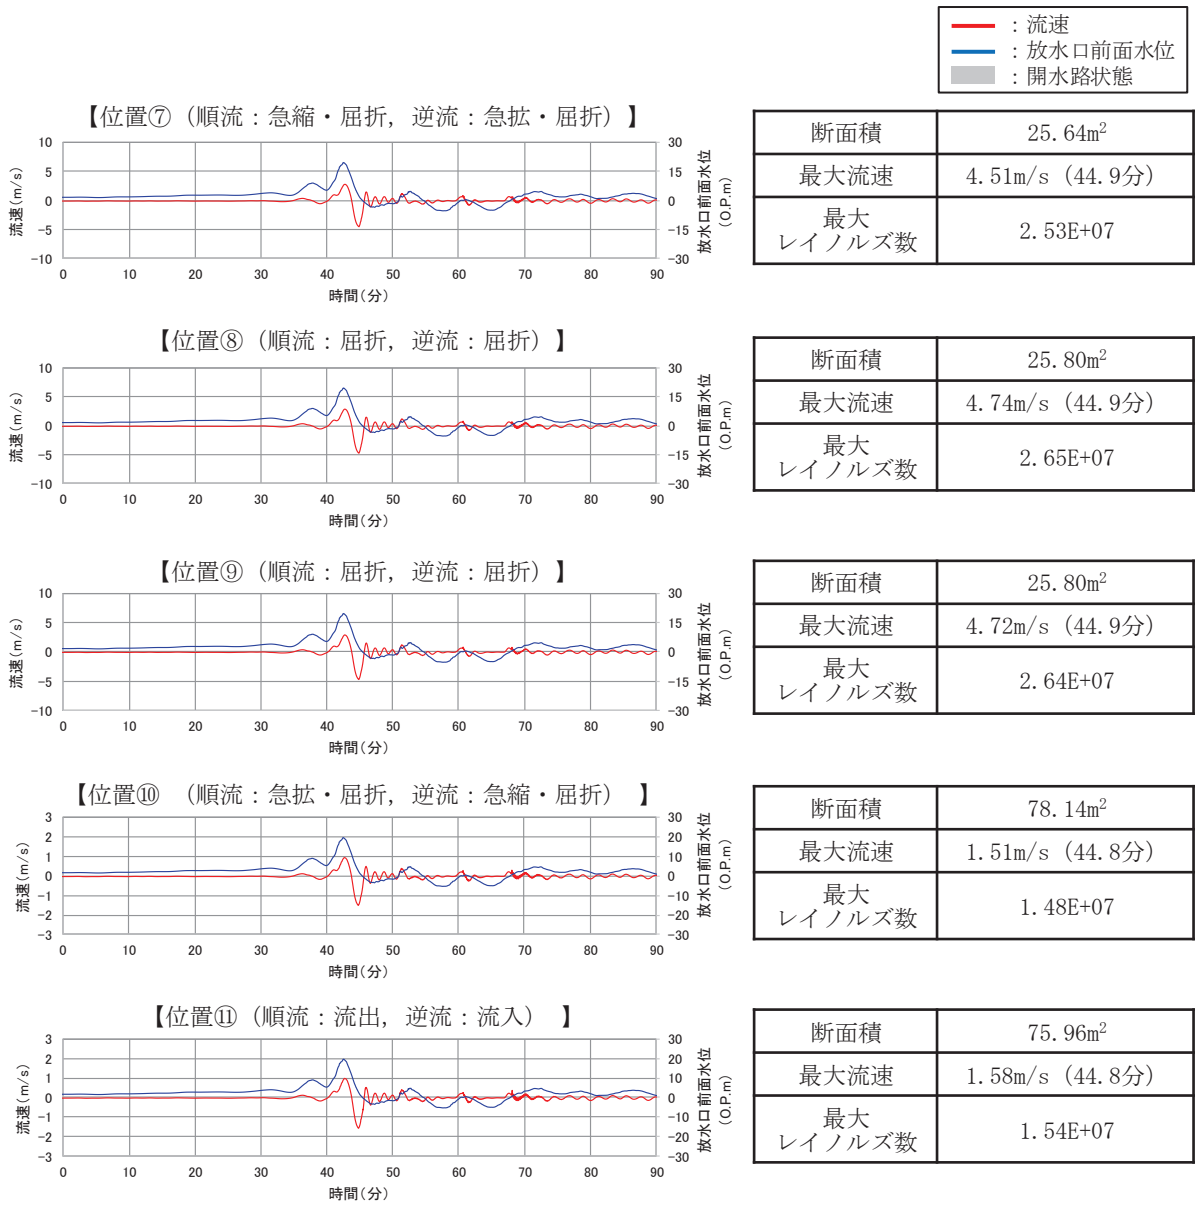 ：流速
：放水口前面水位
：開水路状態
【位置⑦（順流：急縮・屈折，逆流：急拡・屈折）】
流速(m/s)
10
5
0
−5
−10
30
15
0
−15
−30
放水口前面水位
(O.P.m)
0 10 20 30 40 50 60 70 80 90
時間(分)
断面積 25.64m²
最大流速 4.51m/s（44.9分）
最大
レイノルズ数 2.53E+07
【位置⑧（順流：屈折，逆流：屈折）】
流速(m/s)
10
5
0
−5
−10
30
15
0
−15
−30
放水口前面水位
(O.P.m)
0 10 20 30 40 50 60 70 80 90
時間(分)
断面積 25.80m²
最大流速 4.74m/s（44.9分）
最大
レイノルズ数 2.65E+07
【位置⑨（順流：屈折，逆流：屈折）】
流速(m/s)
10
5
0
−5
−10
30
15
0
−15
−30
放水口前面水位
(O.P.m)
0 10 20 30 40 50 60 70 80 90
時間(分)
断面積 25.80m²
最大流速 4.72m/s（44.9分）
最大
レイノルズ数 2.64E+07
【位置⑩ （順流：急拡・屈折，逆流：急縮・屈折） 】
流速(m/s)
3
2
1
0
−1
−2
−3
30
20
10
0
−10
−20
−30
放水口前面水位
(O.P.m)
0 10 20 30 40 50 60 70 80 90
時間(分)
断面積 78.14m²
最大流速 1.51m/s（44.8分）
最大
レイノルズ数 1.48E+07
【位置⑪（順流：流出，逆流：流入） 】
流速(m/s)
3
2
1
0
−1
−2
−3
30
20
10
0
−10
−20
−30
放水口前面水位
(O.P.m)
0 10 20 30 40 50 60 70 80 90
時間(分)
断面積 75.96m²
最大流速 1.58m/s（44.8分）
最大
レイノルズ数 1.54E+07